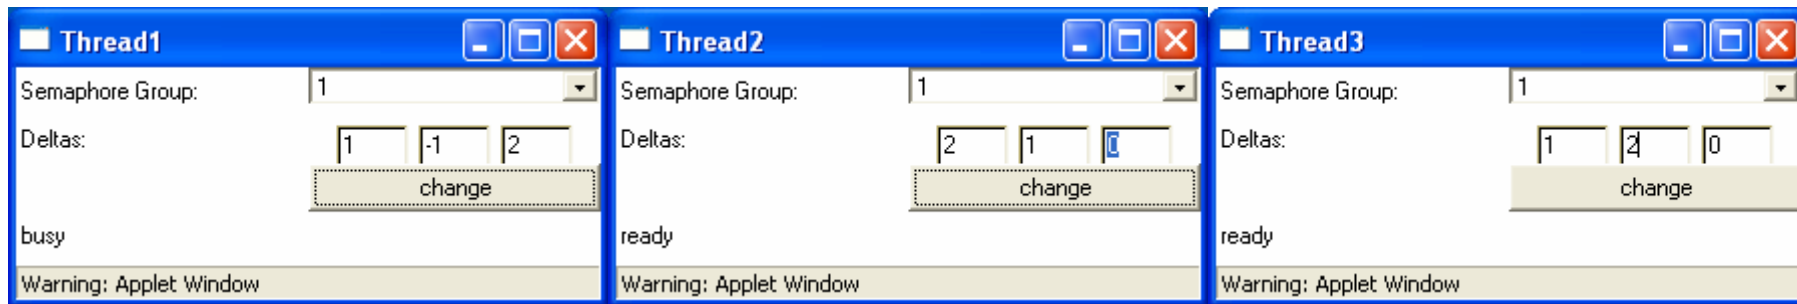 Thread1
Semaphore Group: 1
Deltas: 1 -1 2
change
busy
Warning: Applet Window
Thread2
Semaphore Group: 1
Deltas: 2 1 0
change
ready
Warning: Applet Window
Thread3
Semaphore Group: 1
Deltas: 1 2 0
change
ready
Warning: Applet Window